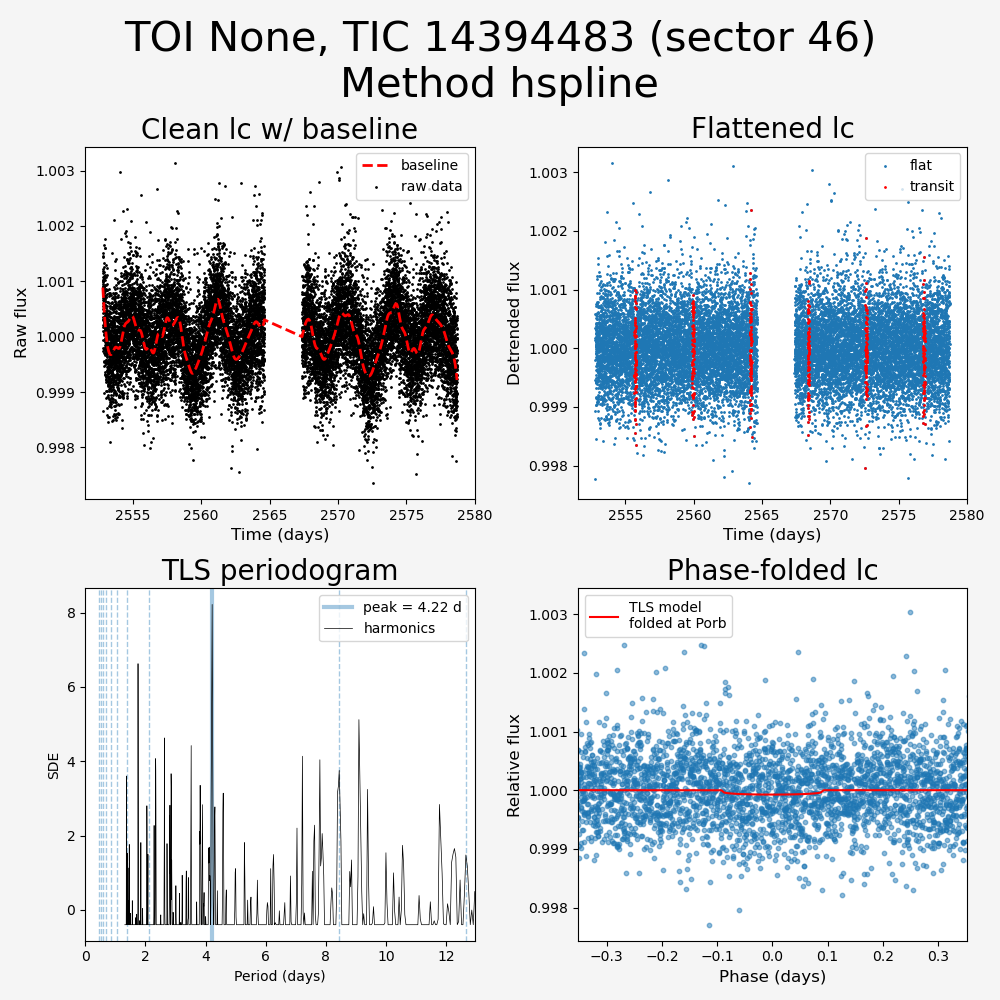 TOI None, TIC 14394483 (sector 46)
Method hspline
Clean lc w/ baseline
Flattened lc
baseline
raw data
flat
transit
1.003
1.002
1.001
1.000
0.999
0.998
Raw flux
2555
2560
2565
2570
2575
2580
Time (days)
1.003
1.002
1.001
1.000
0.999
0.998
Detrended flux
2555
2560
2565
2570
2575
2580
Time (days)
TLS periodogram
Phase-folded lc
peak = 4.22 d
harmonics
TLS model
folded at Porb
8
6
4
2
0
SDE
0
2
4
6
8
10
12
Period (days)
1.003
1.002
1.001
1.000
0.999
0.998
Relative flux
−0.3
−0.2
−0.1
0.0
0.1
0.2
0.3
Phase (days)